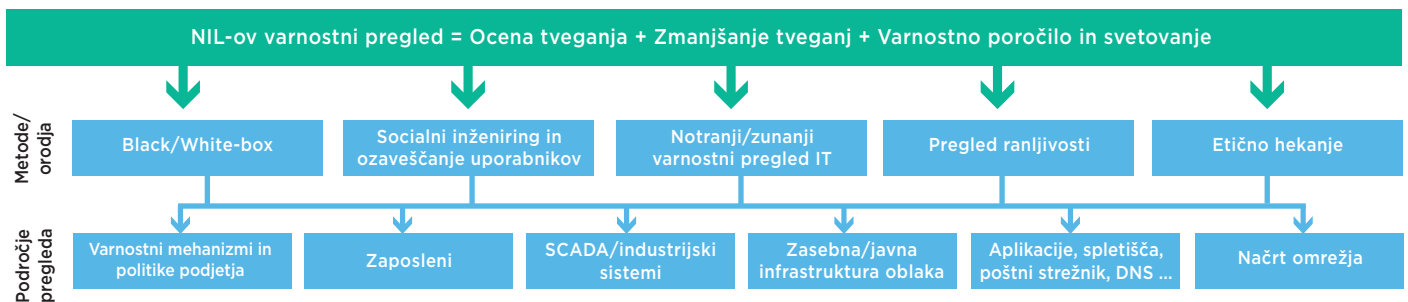 NIL-ov varnostni pregled = Ocena tveganja + Zmanjšanje tveganj + Varnostno poročilo in svetovanje
Metode/
orodja
Black/White-box
Socialni inženiring in
ozaveščanje uporabnikov
Notranji/zunanji
varnostni pregled IT
Pregled ranljivosti
Etično hekanje
Področje
pregleda
Varnostni mehanizmi in
politike podjetja
Zaposleni
SCADA/industrijski
sistemi
Zasebna/javna
infrastruktura oblaka
Aplikacije, spletišča,
poštni strežnik, DNS ...
Načrt omrežja